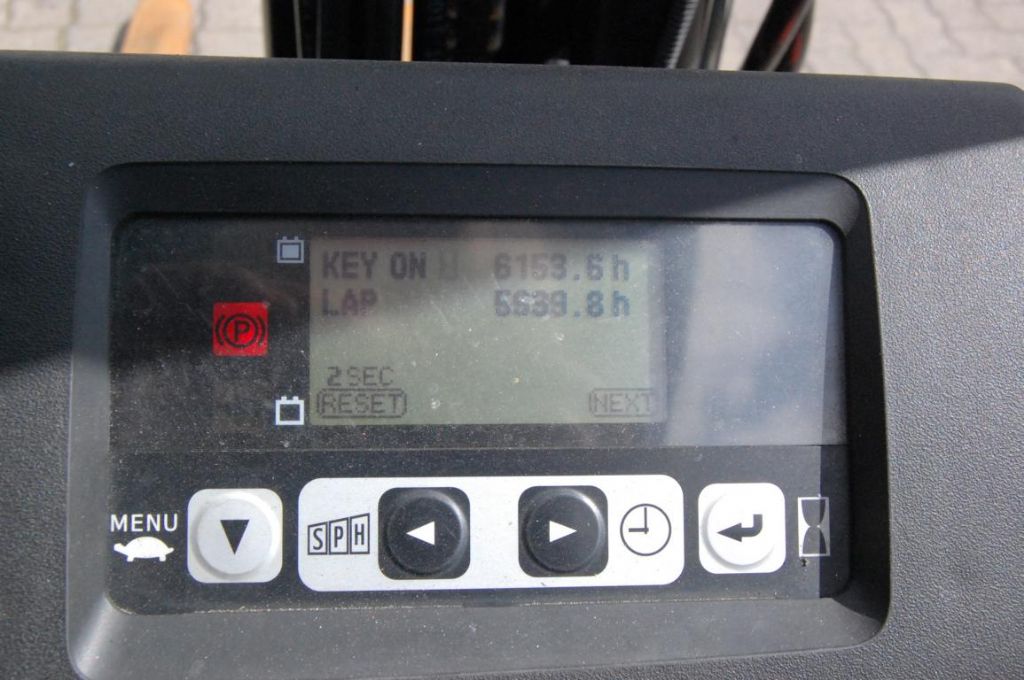 KEY ON 6153.6h
LAP 5639.8h
P
2 SEC
RESET NEXT
MENU
SPH